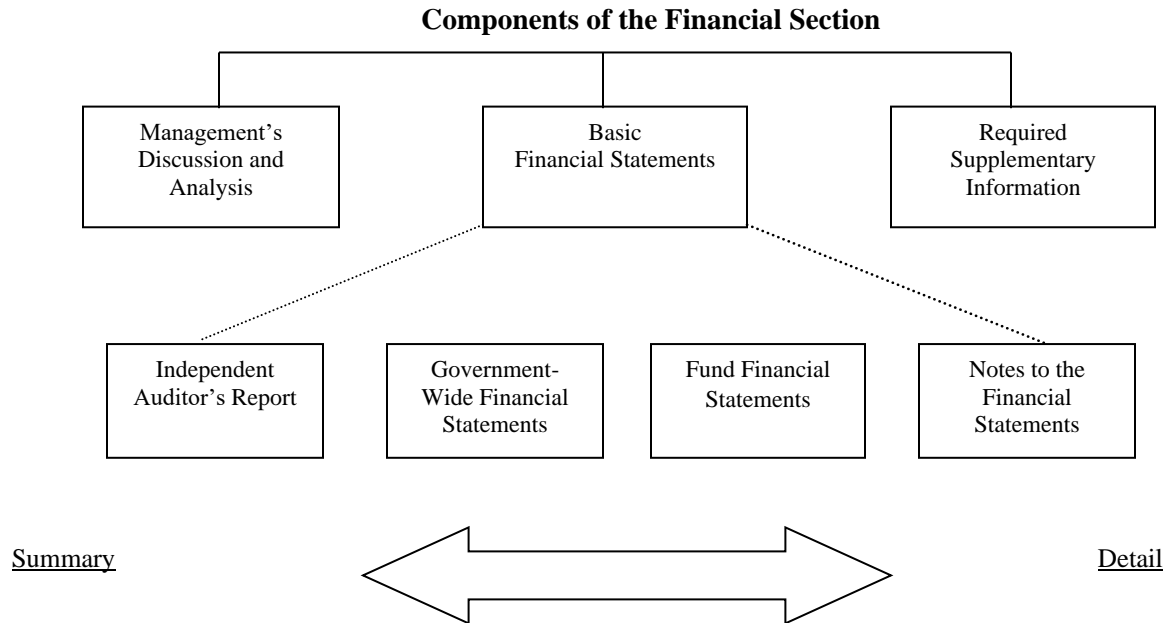 Components of the Financial Section
Management’s
Discussion and
Analysis
Basic
Financial Statements
Required
Supplementary
Information
Independent
Auditor’s Report
Government-
Wide Financial
Statements
Fund Financial
Statements
Notes to the
Financial
Statements
Summary
Detail